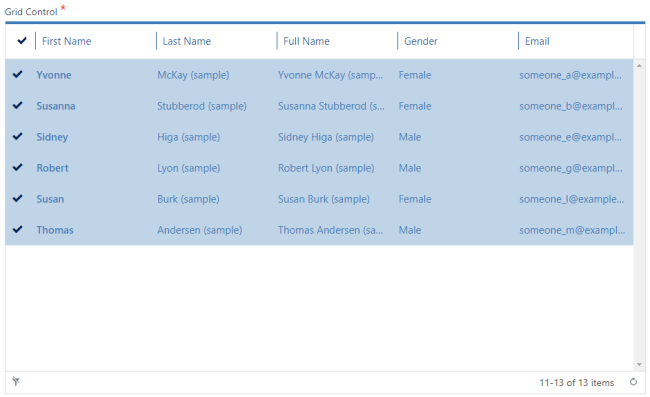 Grid Control *
First Name Last Name Full Name Gender Email
Yvonne McKay (sample) Yvonne McKay (samp... Female someone_a@exampl...
Susanna Stubberod (sample) Susanna Stubberod (s... Female someone_b@exampl...
Sidney Higa (sample) Sidney Higa (sample) Male someone_e@exampl...
Robert Lyon (sample) Robert Lyon (sample) Male someone_g@exampl...
Susan Burk (sample) Susan Burk (sample) Female someone_l@example...
Thomas Andersen (sample) Thomas Andersen (sa... Male someone_m@exampl...
11-13 of 13 items